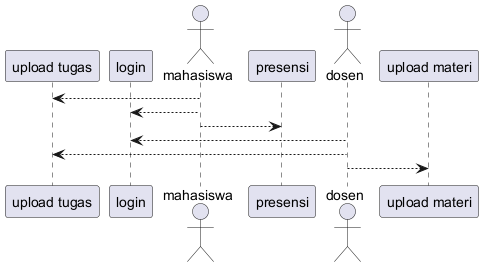 upload tugas
login
mahasiswa
presensi
dosen
upload materi
upload tugas
login
mahasiswa
presensi
dosen
upload materi